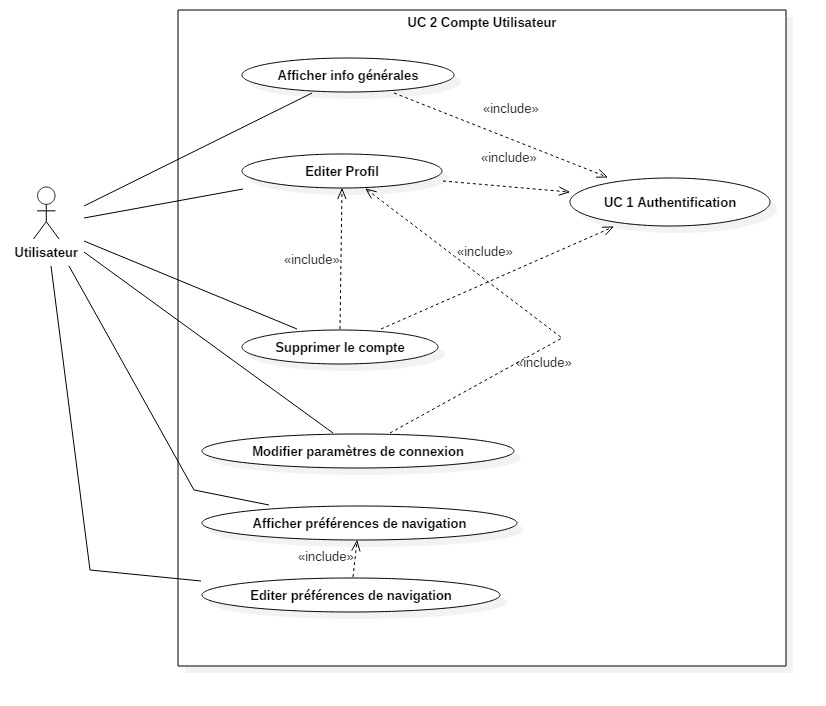 UC 2 Compte Utilisateur
Afficher info générales
«include»
«include»
Editer Profil
UC 1 Authentification
Utilisateur
«include»
«include»
Supprimer le compte
«include»
Modifier paramètres de connexion
Afficher préférences de navigation
«include»
Editer préférences de navigation